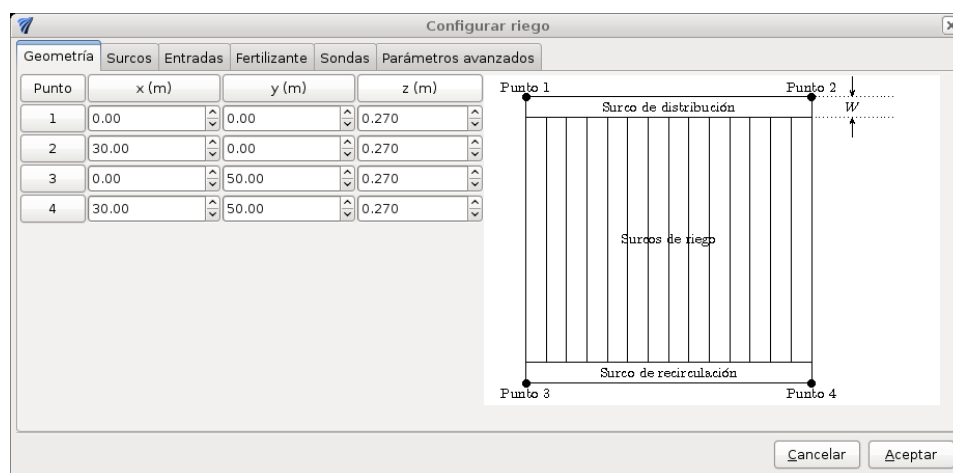 Configurar riego
Geometría Surcos Entradas Fertilizante Sondas Parámetros avanzados
Punto x (m) y (m) z (m)
1 0.00 0.00 0.270
2 30.00 0.00 0.270
3 0.00 50.00 0.270
4 30.00 50.00 0.270
Punto 1 Punto 2
Surco de distribución W
Surcos de riego
Surco de recirculación
Punto 3 Punto 4
Cancelar Aceptar